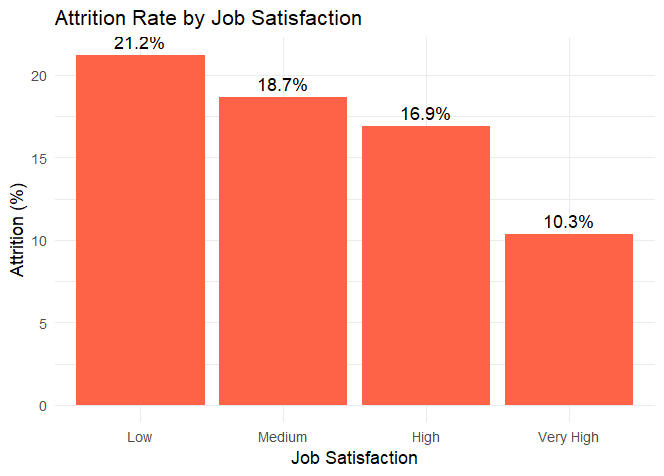 Attrition Rate by Job Satisfaction
21.2%
18.7%
16.9%
10.3%
20
15
10
5
0
Attrition (%)
Low Medium High Very High
Job Satisfaction